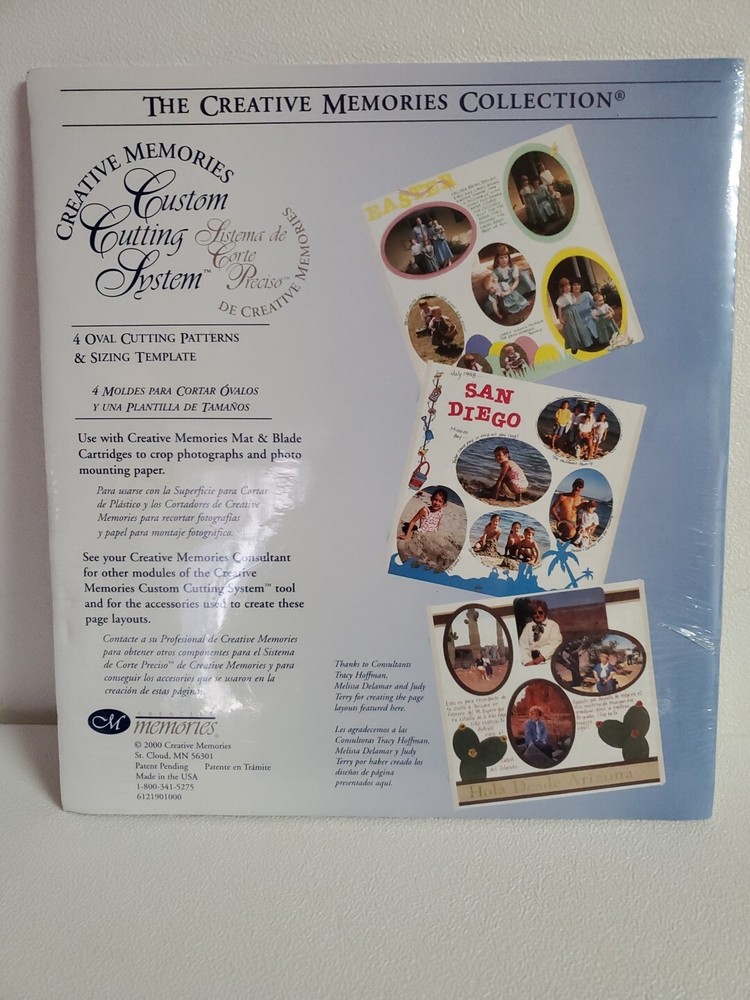 THE CREATIVE MEMORIES COLLECTION®
CREATIVE MEMORIES
Custom
Cutting
System™
Sistema de
Corte
Preciso™
DE CREATIVE MEMORIES
4 OVAL CUTTING PATTERNS
& SIZING TEMPLATE
4 MOLDES PARA CORTAR ÓVALOS
Y UNA PLANTILLA DE TAMAÑOS
Use with Creative Memories Mat & Blade
Cartridges to crop photographs and photo
mounting paper.
Para usarse con la Superficie para Cortar
de Plástico y los Cortadores de Creative
Memories para recortar fotografías
y papel para montaje fotográfico.
See your Creative Memories Consultant
for other modules of the Creative
Memories Custom Cutting System™ tool
and for the accessories used to create these
page layouts.
Contacte a su Profesional de Creative Memories
para obtener otros componentes para el Sistema
de Corte Preciso™ de Creative Memories y para
conseguir los accesorios que se usaron en la
creación de estas páginas.
CM
CREATIVE
memories®
© 2000 Creative Memories
St. Cloud, MN 56301
Patent Pending Patente en Trámite
Made in the USA
1-800-341-5275
6121901000
Thanks to Consultants
Tracy Hoffman,
Melissa Delamar and Judy
Terry for creating the page
layouts featured here.
Les agradecemos a las
Consultoras Tracy Hoffman,
Melissa Delamar y Judy
Terry por haber creado los
diseños de página
presentados aquí.
EASTER
July 1998
SAN
DIEGO
Mission
Bay
Hola Desde Arizona